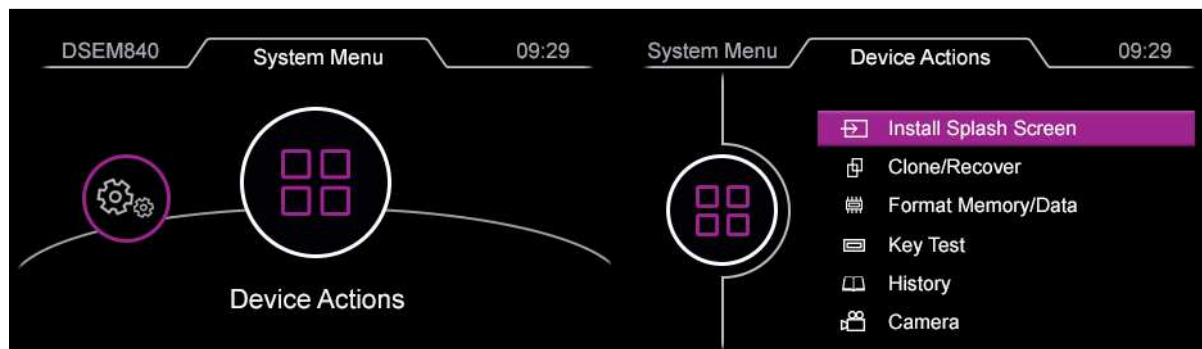 DSEM840 System Menu 09:29
Device Actions
System Menu Device Actions 09:29
Install Splash Screen
Clone/Recover
Format Memory/Data
Key Test
History
Camera